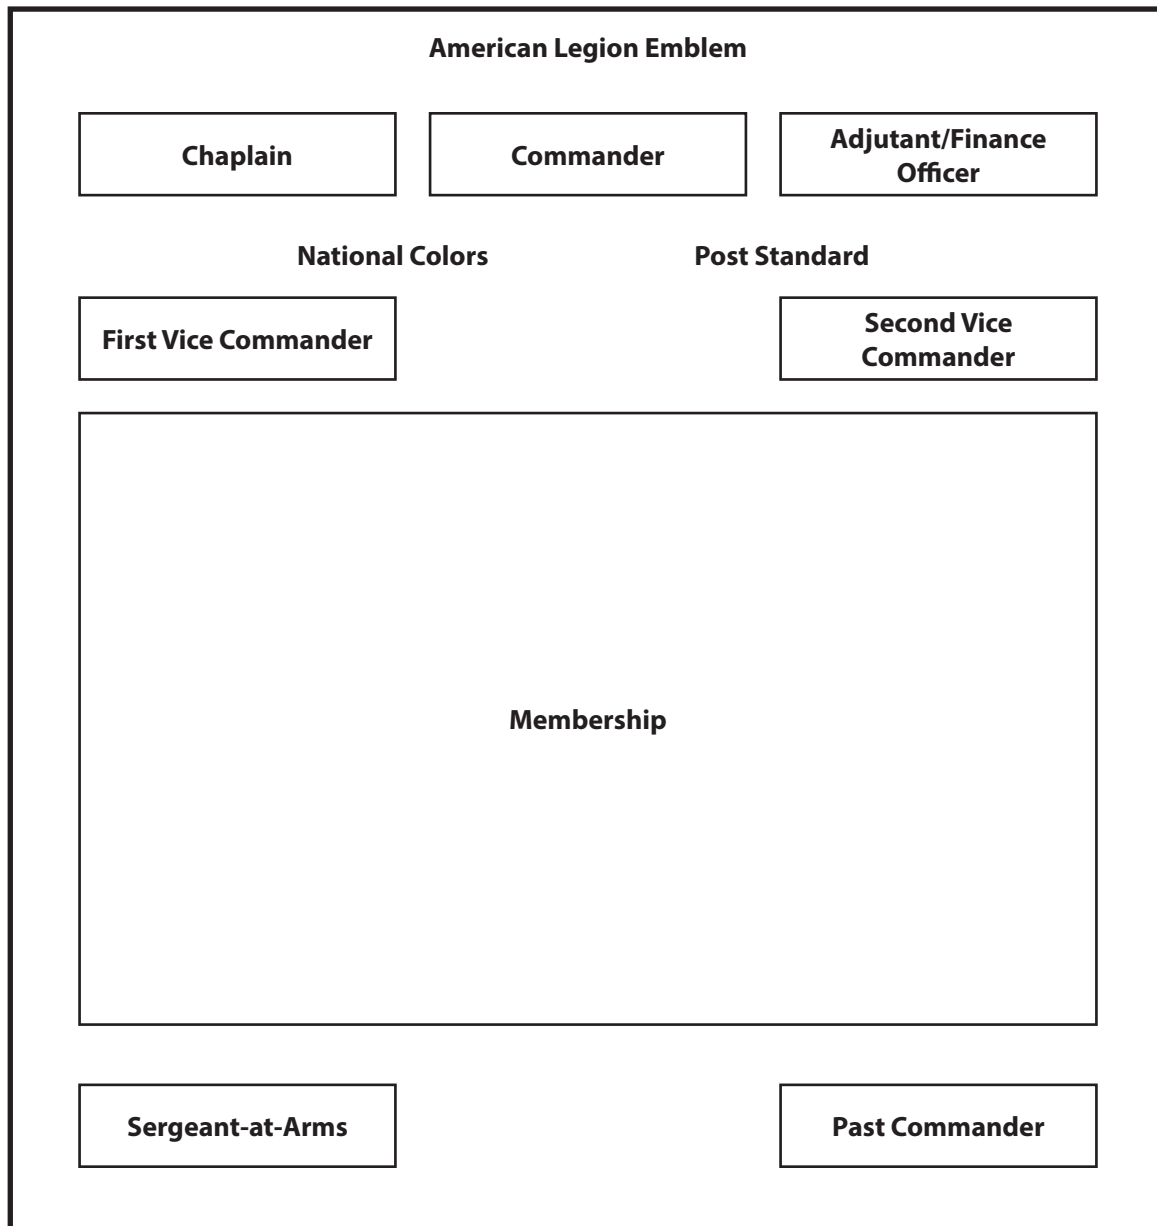 American Legion Emblem
Chaplain
Commander
Adjutant/Finance
Officer
National Colors
Post Standard
First Vice Commander
Second Vice
Commander
Membership
Sergeant-at-Arms
Past Commander